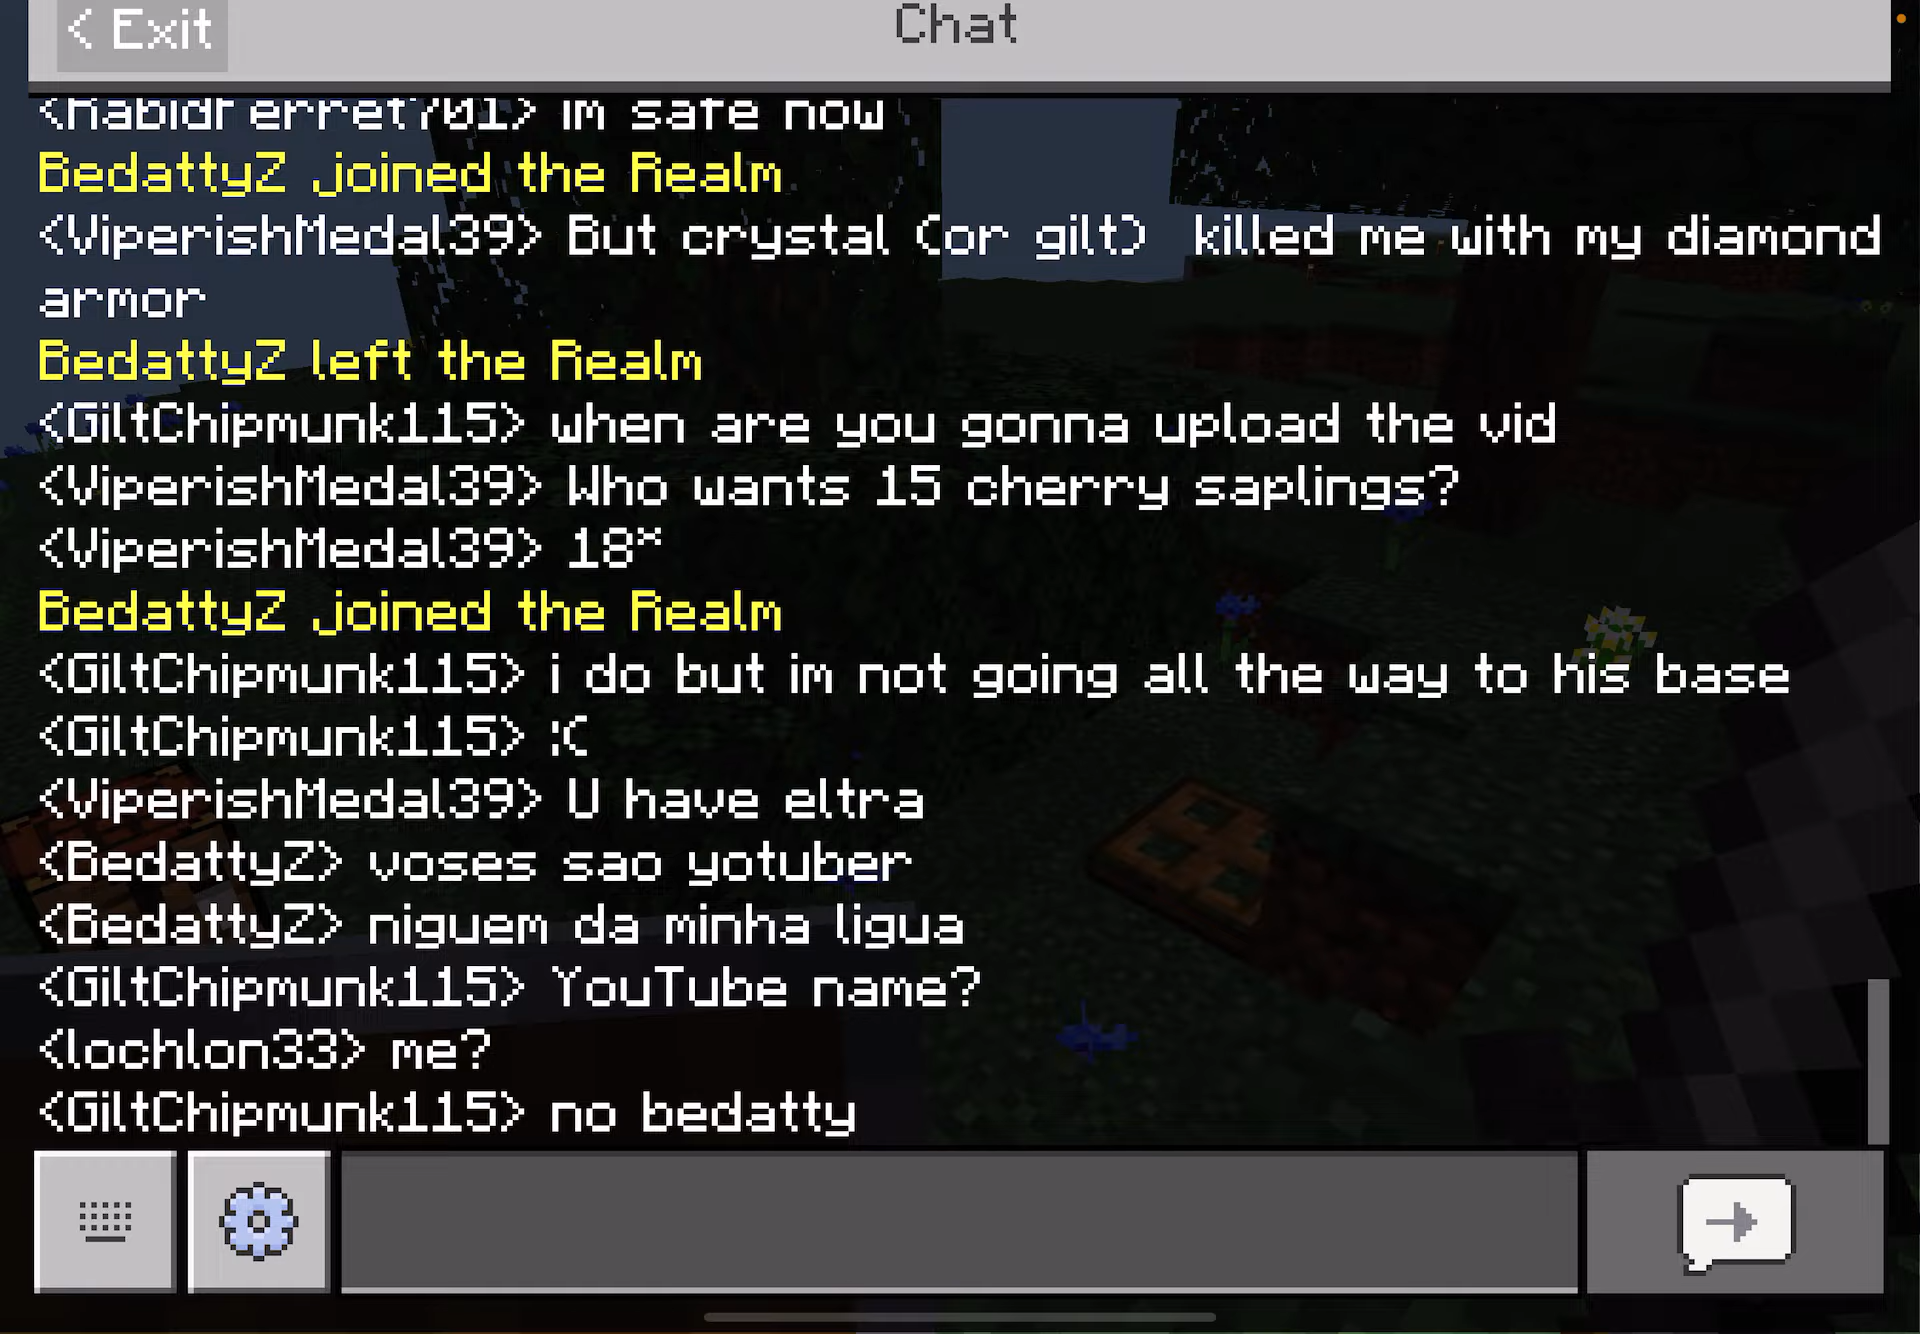 < Exit
Chat
<RabidFerret701> im safe now
BedattyZ joined the Realm
<ViperishMedal39> But crystal (or gilt)  killed me with my diamond
armor
BedattyZ left the Realm
<GiltChipmunk115> when are you gonna upload the vid
<ViperishMedal39> Who wants 15 cherry saplings?
<ViperishMedal39> 18*
BedattyZ joined the Realm
<GiltChipmunk115> i do but im not going all the way to his base
<GiltChipmunk115> :(
<ViperishMedal39> U have eltra
<BedattyZ> voses sao yotuber
<BedattyZ> niguem da minha ligua
<GiltChipmunk115> YouTube name?
<lochlon33> me?
<GiltChipmunk115> no bedatty